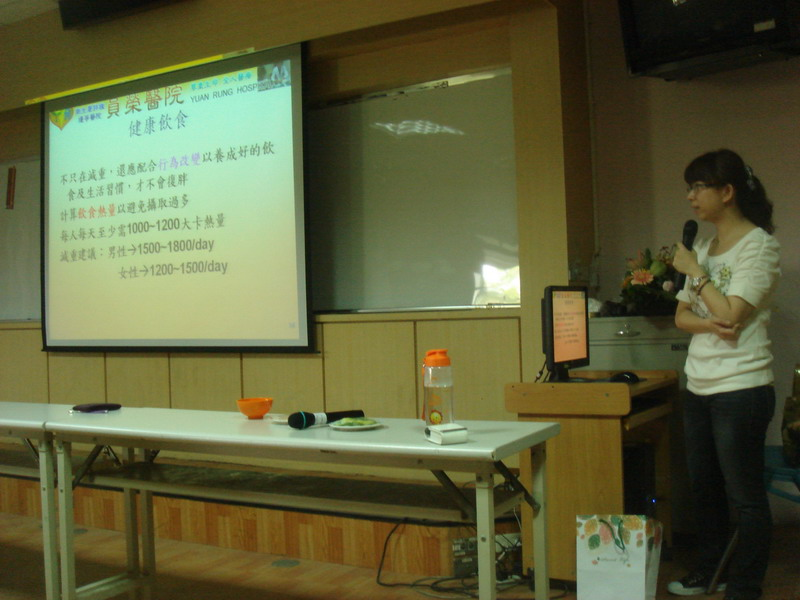 員榮醫院
YUAN RUNG HOSP
健康飲食
不只在減重，還應配合行為改變以養成好的飲
食及生活習慣，才不會復胖
計算飲食熱量以避免攝取過多
每人每天至少需1000~1200大卡熱量
減重建議：男性→1500~1800/day
女性→1200~1500/day